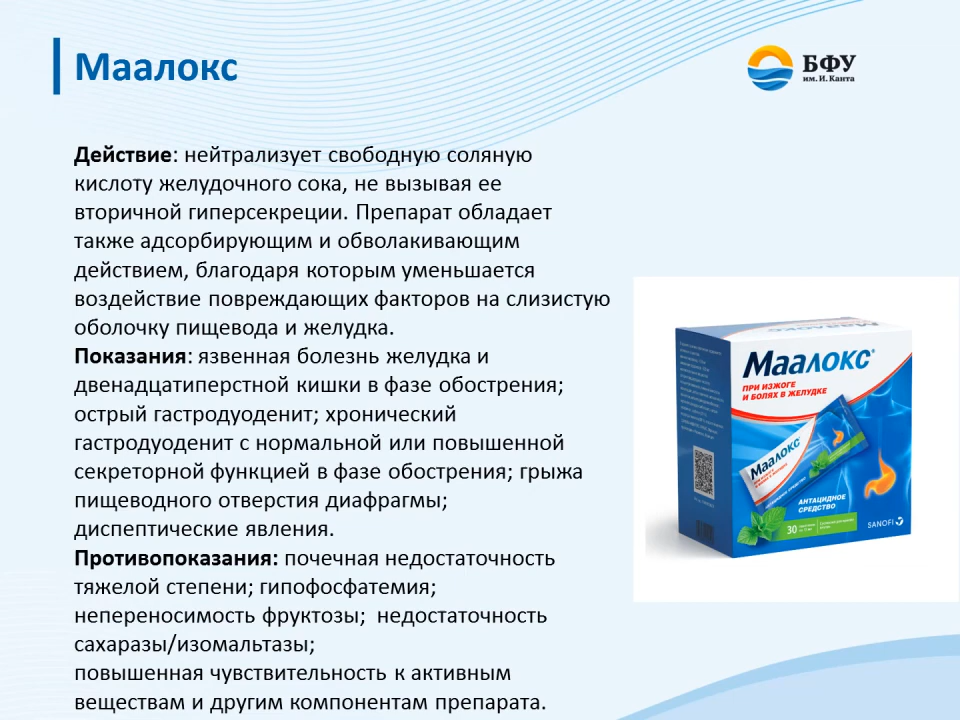 Маалокс
БФУ
им. И. Канта
Действие: нейтрализует свободную соляную
кислоту желудочного сока, не вызывая ее
вторичной гиперсекреции. Препарат обладает
также адсорбирующим и обволакивающим
действием, благодаря которым уменьшается
воздействие повреждающих факторов на слизистую
оболочку пищевода и желудка.
Показания: язвенная болезнь желудка и
двенадцатиперстной кишки в фазе обострения;
острый гастродуоденит; хронический
гастродуоденит с нормальной или повышенной
секреторной функцией в фазе обострения; грыжа
пищеводного отверстия диафрагмы;
диспептические явления.
Противопоказания: почечная недостаточность
тяжелой степени; гипофосфатемия;
непереносимость фруктозы;  недостаточность
сахаразы/изомальтазы;
повышенная чувствительность к активным
веществам и другим компонентам препарата.
Маалокс
Маалокс®
ПРИ ИЗЖОГЕ
И БОЛЯХ В ЖЕЛУДКЕ
Маалокс
АНТАЦИДНОЕ
СРЕДСТВО
30
SANOFI